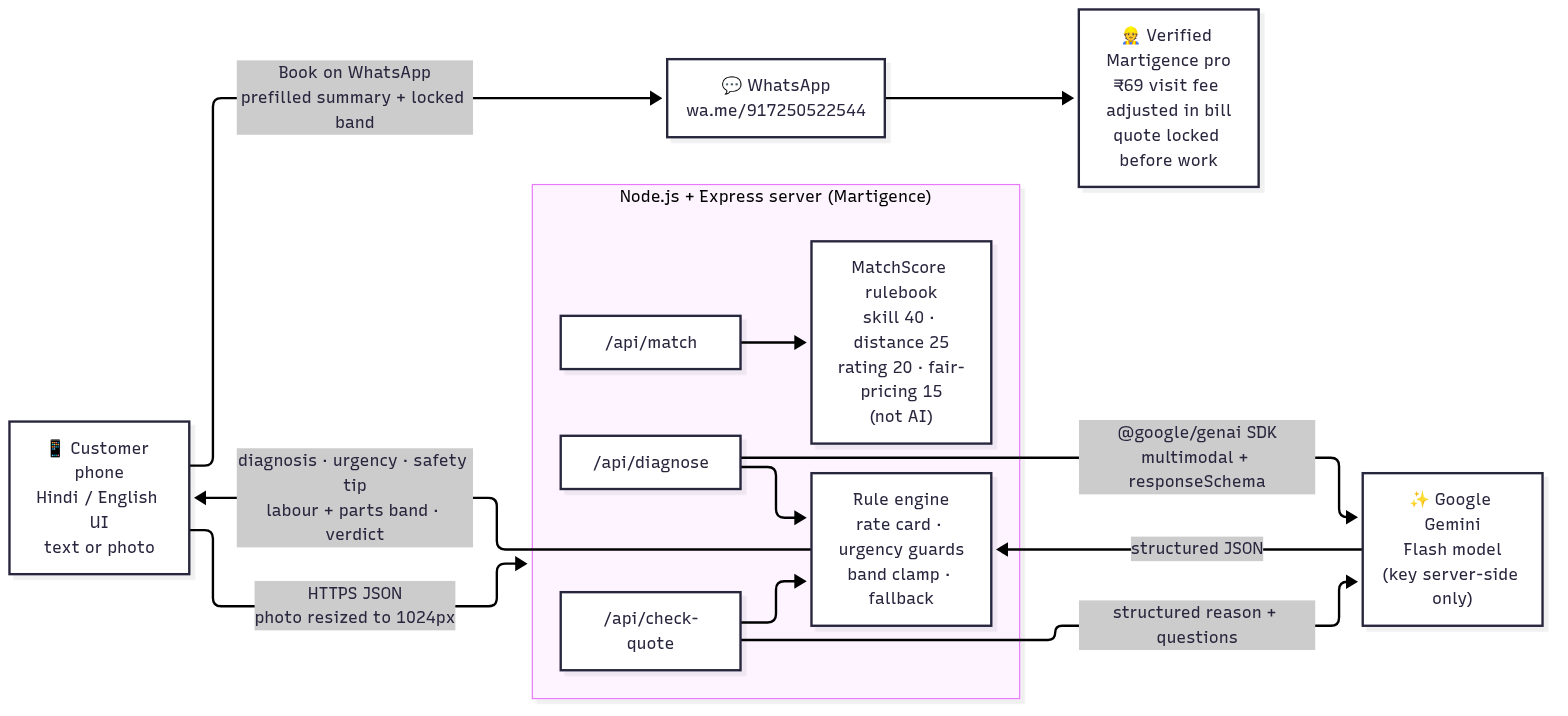 Book on WhatsApp
prefilled summary + locked
band
💬 WhatsApp
wa.me/917250522544
👷 Verified
Martigence pro
₹69 visit fee
adjusted in bill
quote locked
before work
Node.js + Express server (Martigence)
MatchScore
rulebook
skill 40 ·
distance 25
rating 20 · fair-
pricing 15
(not AI)
/api/match
📱 Customer
phone
Hindi / English
UI
text or photo
diagnosis · urgency · safety
tip
labour + parts band ·
verdict
HTTPS JSON
photo resized to 1024px
/api/diagnose
Rule engine
rate card ·
urgency guards
band clamp ·
fallback
/api/check-
quote
@google/genai SDK
multimodal +
responseSchema
structured JSON
structured reason +
questions
✨ Google
Gemini
Flash model
(key server-side
only)